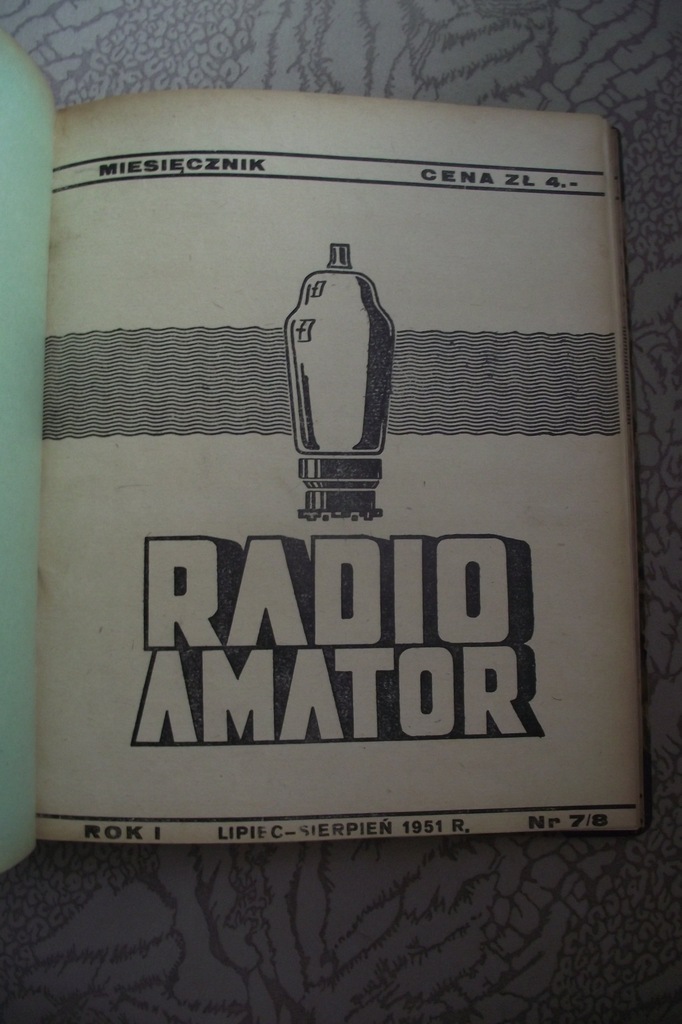 MIESIĘCZNIK CENA ZŁ 4.-
RADIO
AMATOR
ROK I LIPIEC-SIERPIEŃ 1951 R. Nr 7/8